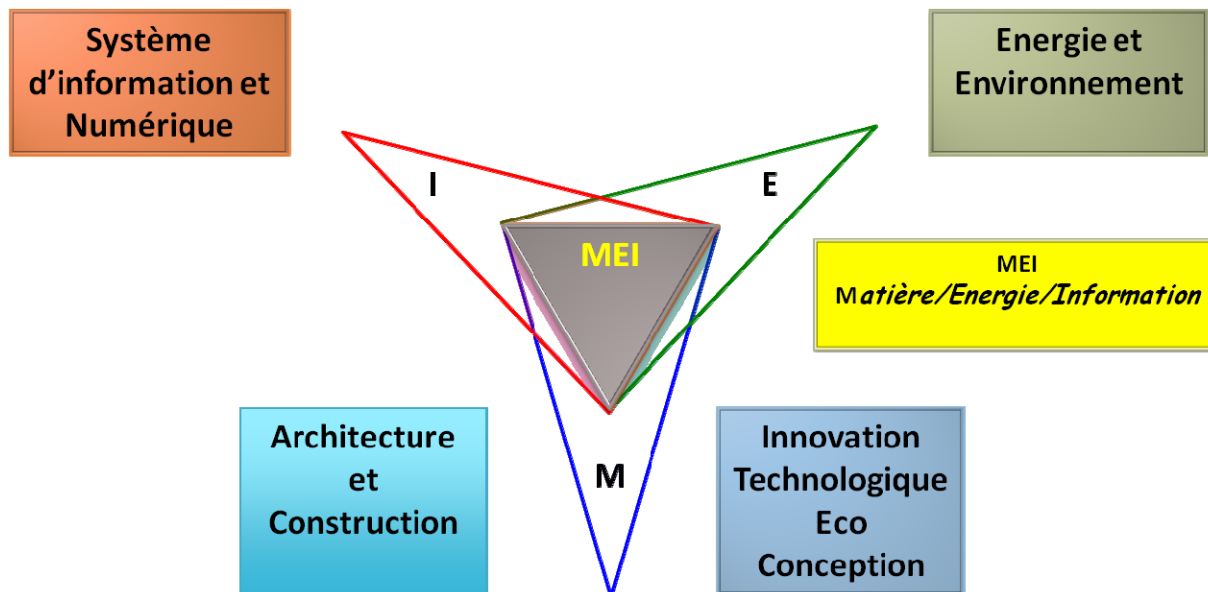 Système
d'information et
Numérique
Energie et
Environnement
I
E
MEI
MEI
Matière/Energie/Information
Architecture
et
Construction
M
Innovation
Technologique
Eco
Conception